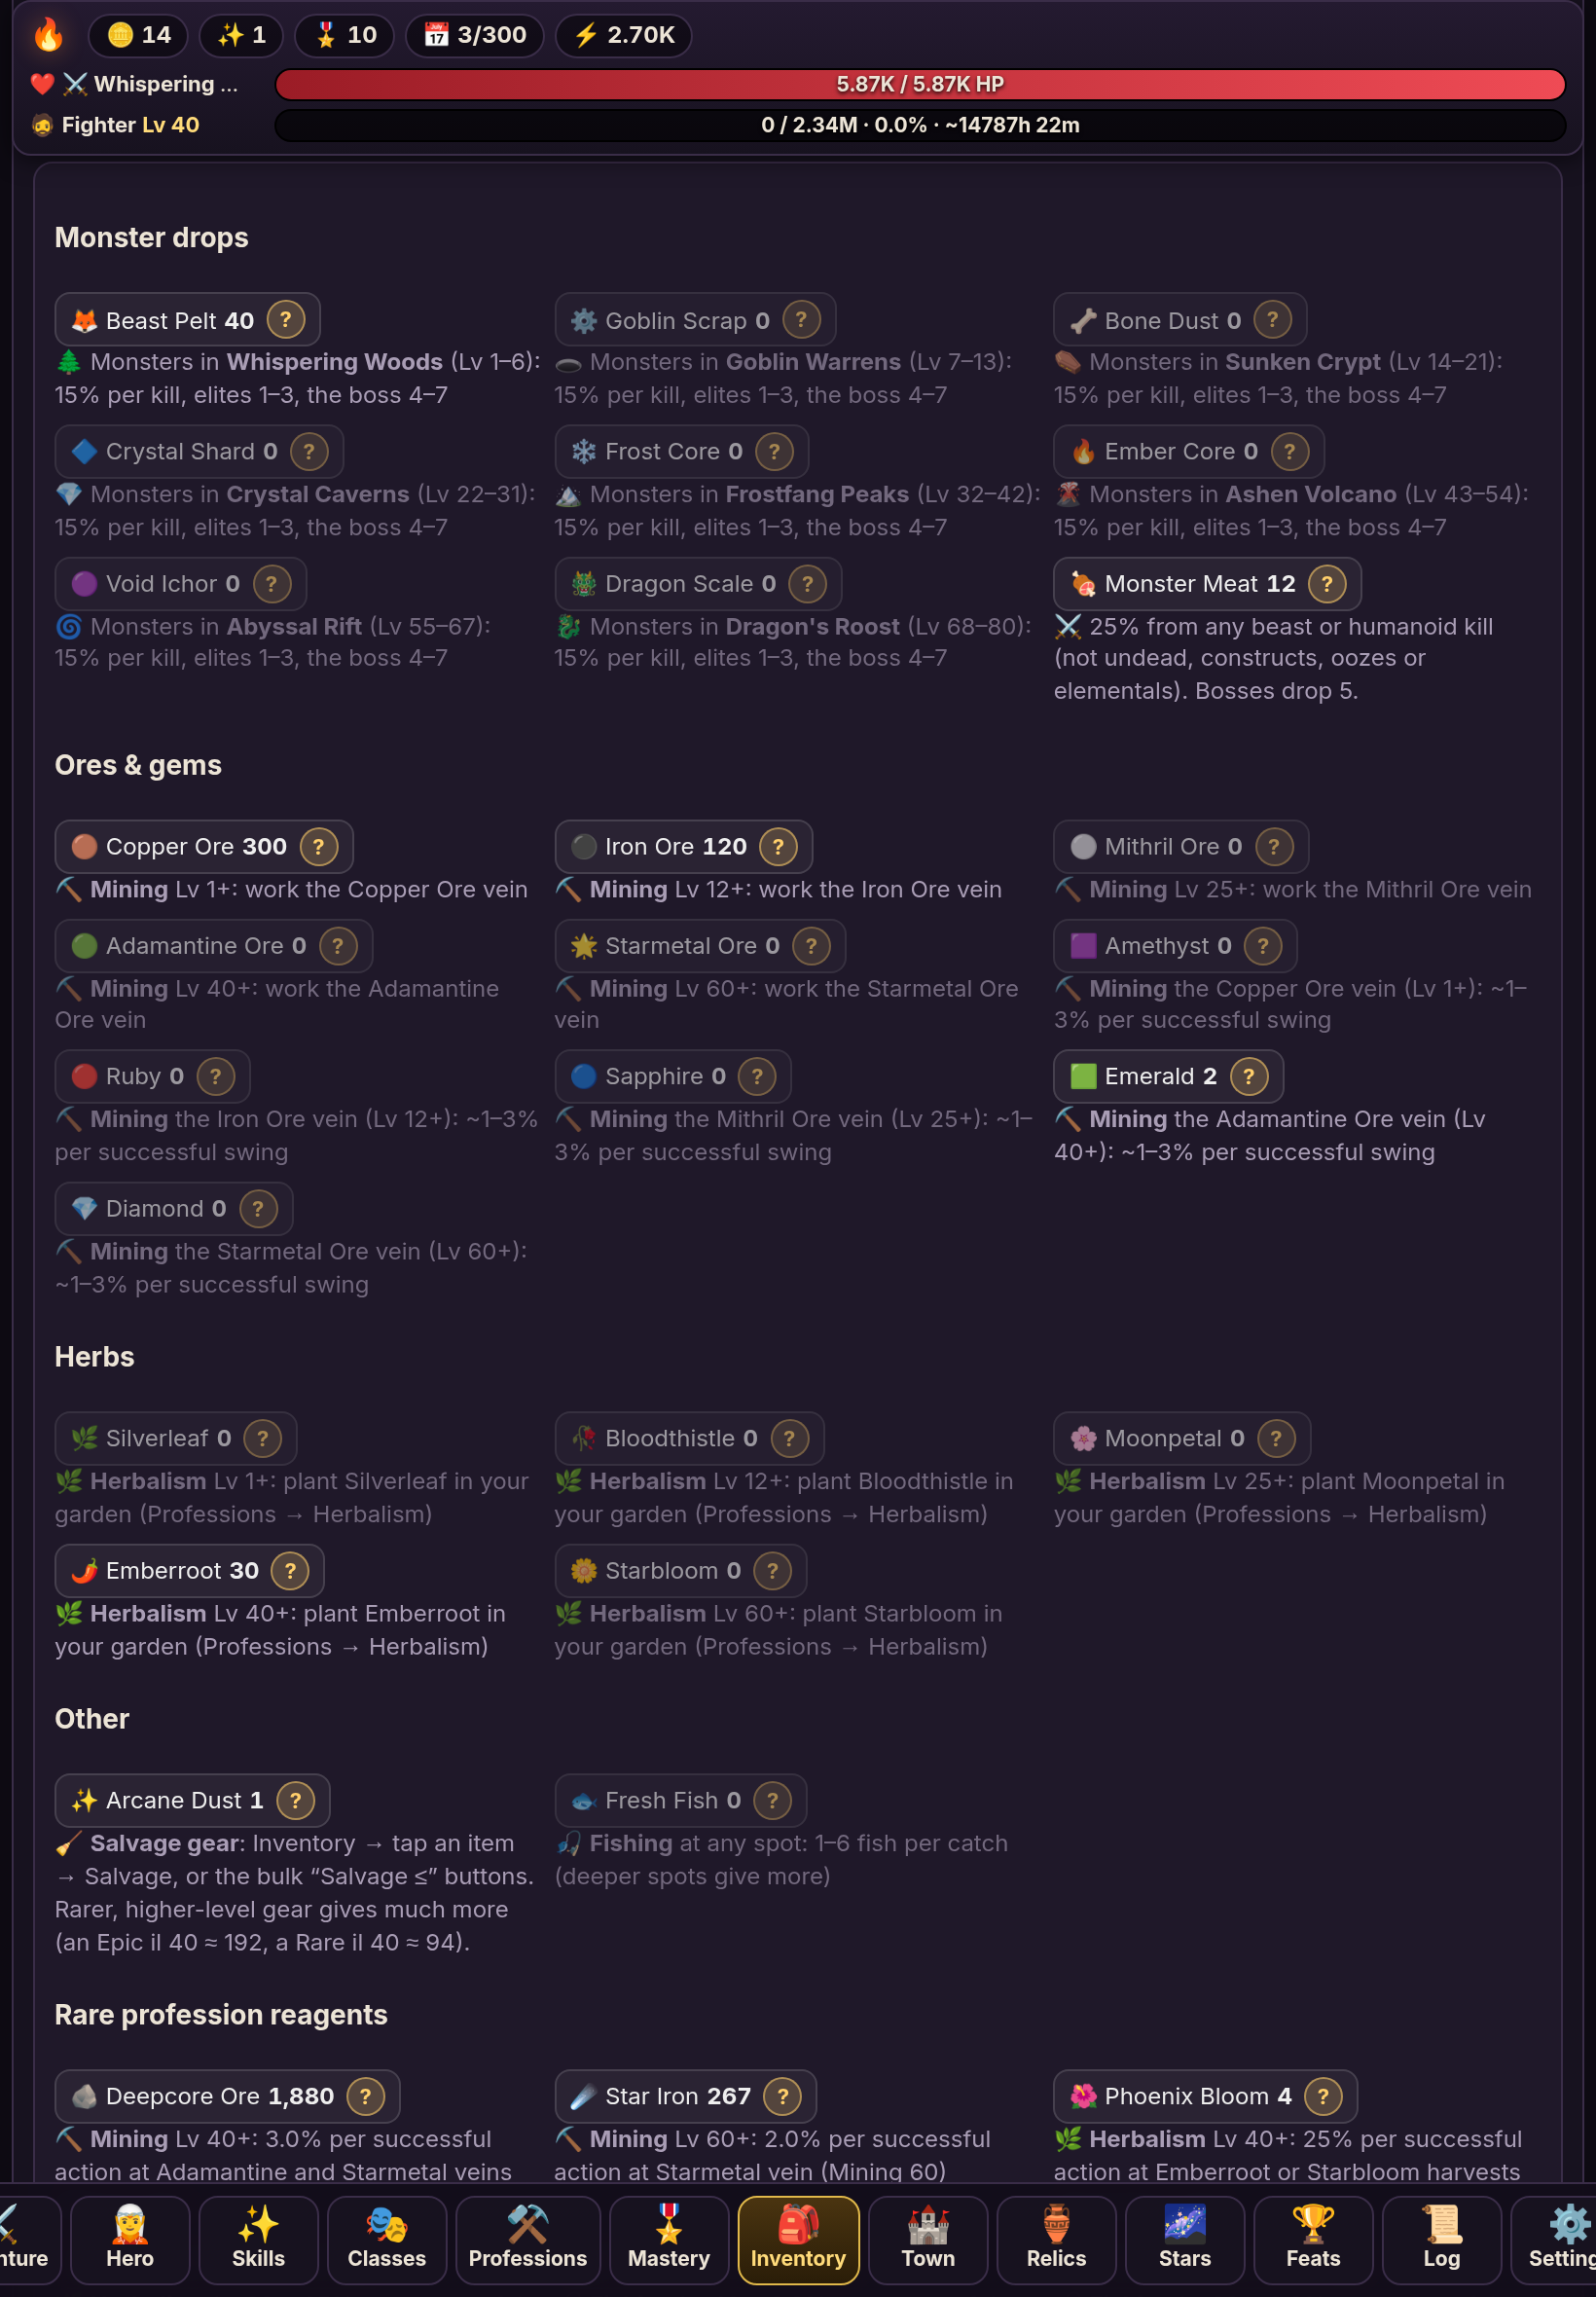 14 1 10 3/300 2.70K
Whispering ... 5.87K / 5.87K HP
Fighter Lv 40 0 / 2.34M · 0.0% · ~14787h 22m
Monster drops
Beast Pelt 40 ?
Monsters in Whispering Woods (Lv 1–6):
15% per kill, elites 1–3, the boss 4–7
Goblin Scrap 0 ?
Monsters in Goblin Warrens (Lv 7–13):
15% per kill, elites 1–3, the boss 4–7
Bone Dust 0 ?
Monsters in Sunken Crypt (Lv 14–21):
15% per kill, elites 1–3, the boss 4–7
Crystal Shard 0 ?
Monsters in Crystal Caverns (Lv 22–31):
15% per kill, elites 1–3, the boss 4–7
Frost Core 0 ?
Monsters in Frostfang Peaks (Lv 32–42):
15% per kill, elites 1–3, the boss 4–7
Ember Core 0 ?
Monsters in Ashen Volcano (Lv 43–54):
15% per kill, elites 1–3, the boss 4–7
Void Ichor 0 ?
Monsters in Abyssal Rift (Lv 55–67):
15% per kill, elites 1–3, the boss 4–7
Dragon Scale 0 ?
Monsters in Dragon's Roost (Lv 68–80):
15% per kill, elites 1–3, the boss 4–7
Monster Meat 12 ?
25% from any beast or humanoid kill
(not undead, constructs, oozes or
elementals). Bosses drop 5.
Ores & gems
Copper Ore 300 ?
Mining Lv 1+: work the Copper Ore vein
Iron Ore 120 ?
Mining Lv 12+: work the Iron Ore vein
Mithril Ore 0 ?
Mining Lv 25+: work the Mithril Ore vein
Adamantine Ore 0 ?
Mining Lv 40+: work the Adamantine
Ore vein
Starmetal Ore 0 ?
Mining Lv 60+: work the Starmetal Ore
vein
Amethyst 0 ?
Mining the Copper Ore vein (Lv 1+): ~1–
3% per successful swing
Ruby 0 ?
Mining the Iron Ore vein (Lv 12+): ~1–3%
per successful swing
Sapphire 0 ?
Mining the Mithril Ore vein (Lv 25+): ~1–
3% per successful swing
Emerald 2 ?
Mining the Adamantine Ore vein (Lv
40+): ~1–3% per successful swing
Diamond 0 ?
Mining the Starmetal Ore vein (Lv 60+):
~1–3% per successful swing
Herbs
Silverleaf 0 ?
Herbalism Lv 1+: plant Silverleaf in your
garden (Professions → Herbalism)
Bloodthistle 0 ?
Herbalism Lv 12+: plant Bloodthistle in
your garden (Professions → Herbalism)
Moonpetal 0 ?
Herbalism Lv 25+: plant Moonpetal in
your garden (Professions → Herbalism)
Emberroot 30 ?
Herbalism Lv 40+: plant Emberroot in
your garden (Professions → Herbalism)
Starbloom 0 ?
Herbalism Lv 60+: plant Starbloom in
your garden (Professions → Herbalism)
Other
Arcane Dust 1 ?
Salvage gear: Inventory → tap an item
→ Salvage, or the bulk “Salvage ≤” buttons.
Rarer, higher-level gear gives much more
(an Epic il 40 ≈ 192, a Rare il 40 ≈ 94).
Fresh Fish 0 ?
Fishing at any spot: 1–6 fish per catch
(deeper spots give more)
Rare profession reagents
Deepcore Ore 1,880 ?
Mining Lv 40+: 3.0% per successful
action at Adamantine and Starmetal veins
Star Iron 267 ?
Mining Lv 60+: 2.0% per successful
action at Starmetal vein (Mining 60)
Phoenix Bloom 4 ?
Herbalism Lv 40+: 25% per successful
action at Emberroot or Starbloom harvests
nture Hero Skills Classes Professions Mastery Inventory Town Relics Stars Feats Log Setting